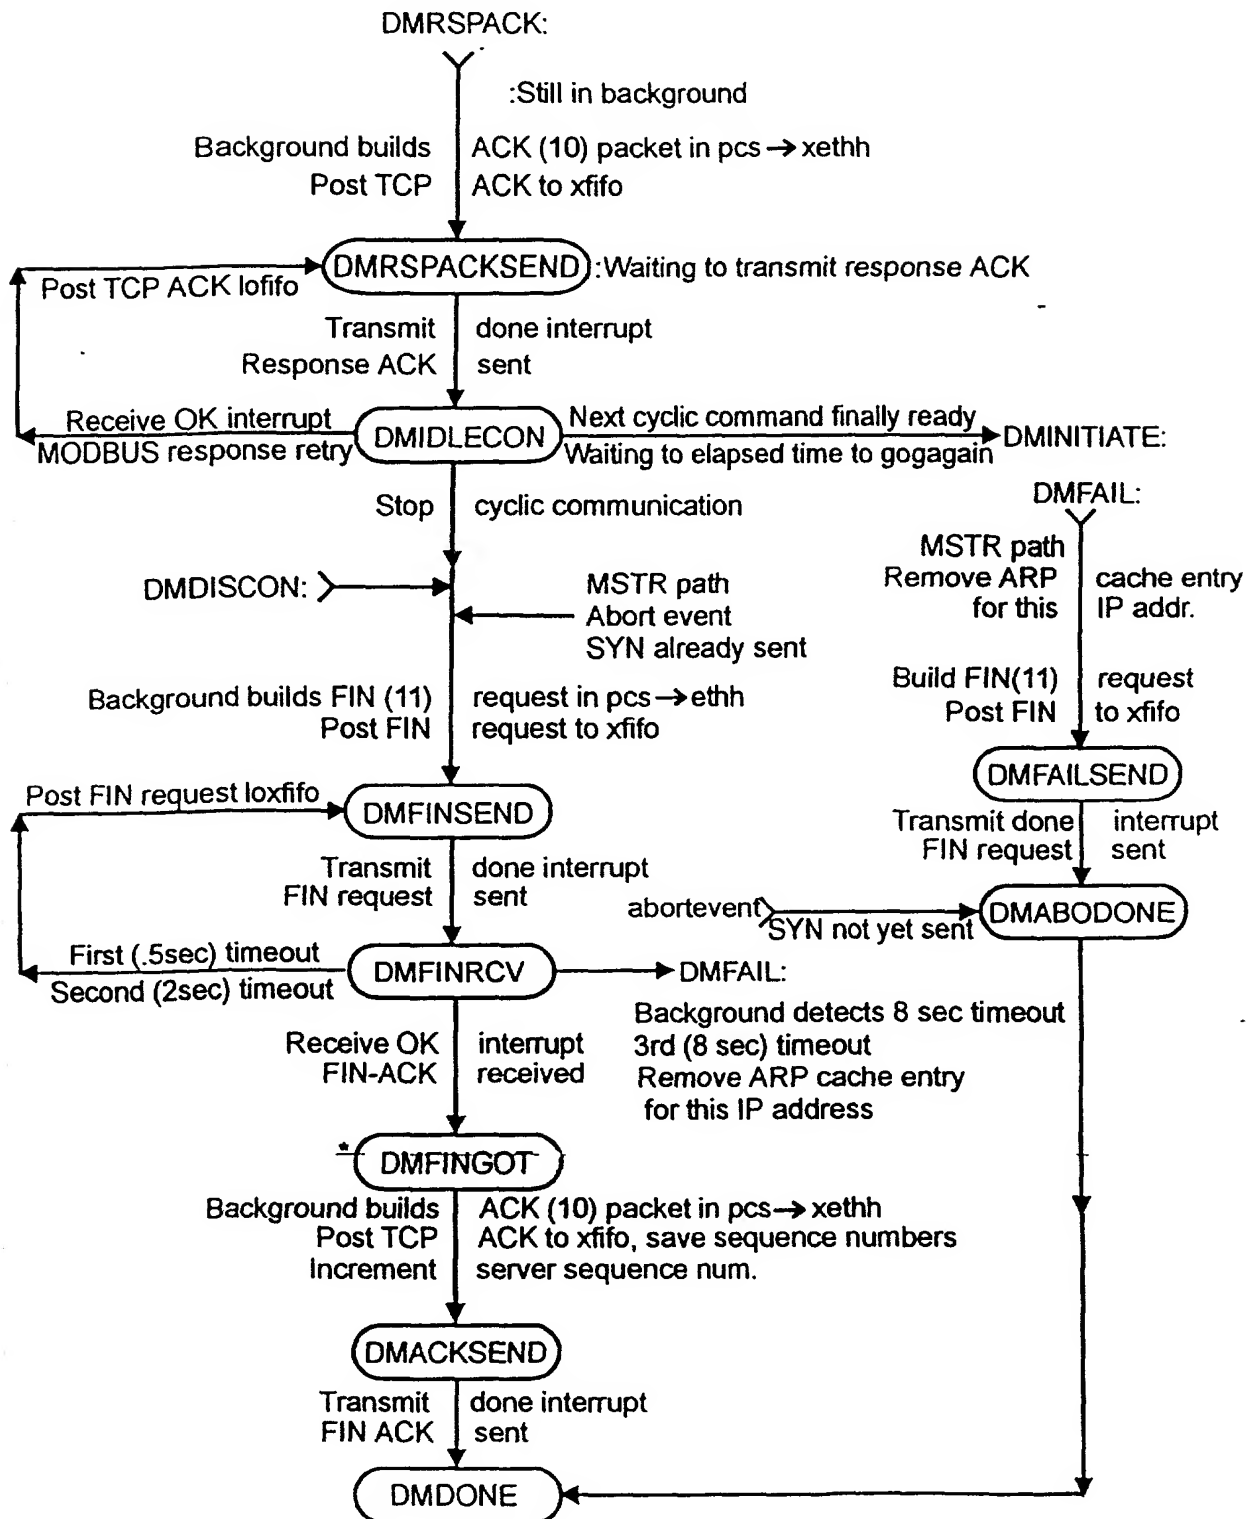 DMRSPACK:
:Still in background
Background builds ACK (10) packet in pcs→xethh
Post TCP ACK to xfifo
DMRSPACKSEND :Waiting to transmit response ACK
Post TCP ACK lofifo
Transmit done interrupt
Response ACK sent
Receive OK interrupt
MODBUS response retry
DMIDLECON
Next cyclic command finally ready
Waiting to elapsed time to gogagain
DMINITIATE:
Stop cyclic communication
DMFAIL:
MSTR path
Remove ARP cache entry
for this IP addr.
DMDISCON:
MSTR path
Abort event
SYN already sent
Background builds FIN (11) request in pcs→ethh
Post FIN request to xfifo
Build FIN(11) request
Post FIN to xfifo
DMFAILSEND
Post FIN request loxfifo
DMFINSEND
Transmit done interrupt
FIN request sent
Transmit done interrupt
FIN request sent
abortevent
SYN not yet sent
DMABODONE
First (.5sec) timeout
Second (2sec) timeout
DMFINRCV
DMFAIL:
Background detects 8 sec timeout
3rd (8 sec) timeout
Remove ARP cache entry
for this IP address
Receive OK interrupt
FIN-ACK received
* DMFINGOT
Background builds ACK (10) packet in pcs→xethh
Post TCP ACK to xfifo, save sequence numbers
Increment server sequence num.
DMACKSEND
Transmit done interrupt
FIN ACK sent
DMDONE